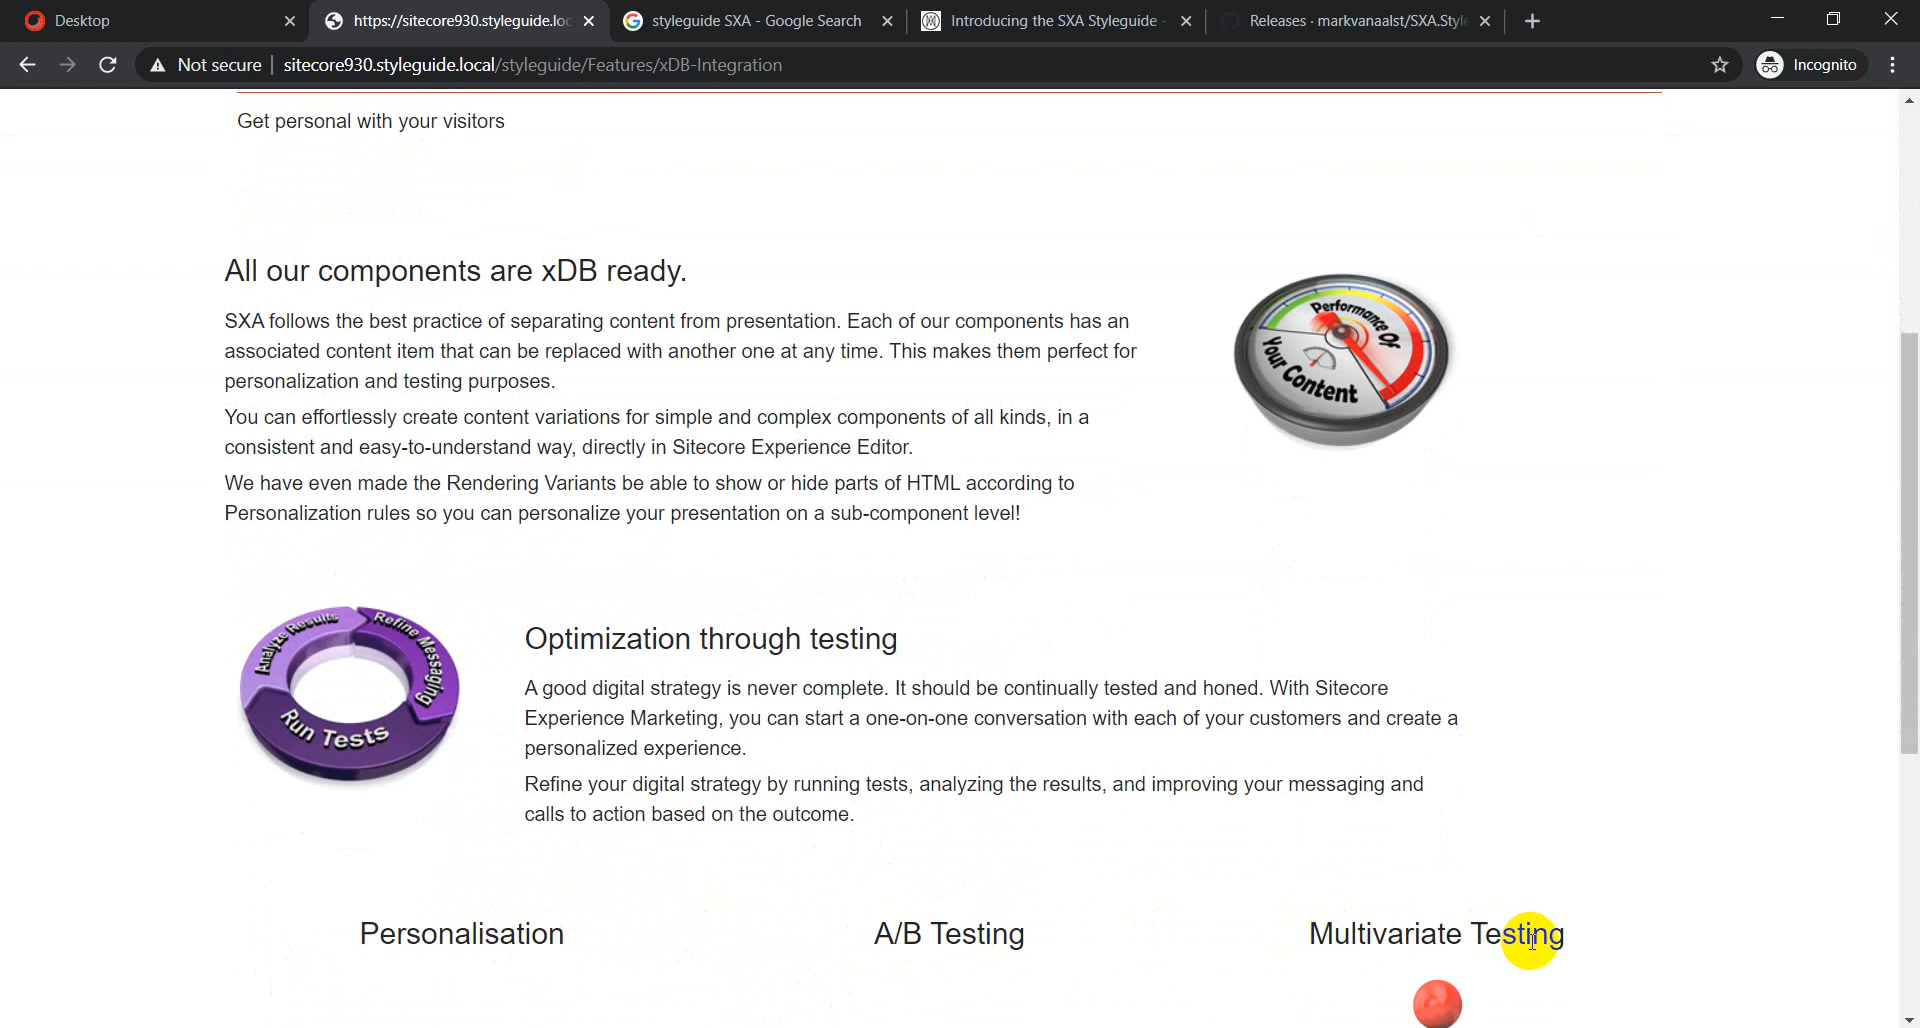 Desktop
https://sitecore930.styleguide.loc
styleguide SXA - Google Search
Introducing the SXA Styleguide -
Releases · markvanaalst/SXA.Style
Not secure
sitecore930.styleguide.local/styleguide/Features/xDB-Integration
Incognito
Get personal with your visitors
All our components are xDB ready.
SXA follows the best practice of separating content from presentation. Each of our components has an
associated content item that can be replaced with another one at any time. This makes them perfect for
personalization and testing purposes.
You can effortlessly create content variations for simple and complex components of all kinds, in a
consistent and easy-to-understand way, directly in Sitecore Experience Editor.
We have even made the Rendering Variants be able to show or hide parts of HTML according to
Personalization rules so you can personalize your presentation on a sub-component level!
Performance Of
Your Content
Analyze Results
Refine Messaging
Run Tests
Optimization through testing
A good digital strategy is never complete. It should be continually tested and honed. With Sitecore
Experience Marketing, you can start a one-on-one conversation with each of your customers and create a
personalized experience.
Refine your digital strategy by running tests, analyzing the results, and improving your messaging and
calls to action based on the outcome.
Personalisation
A/B Testing
Multivariate Testing